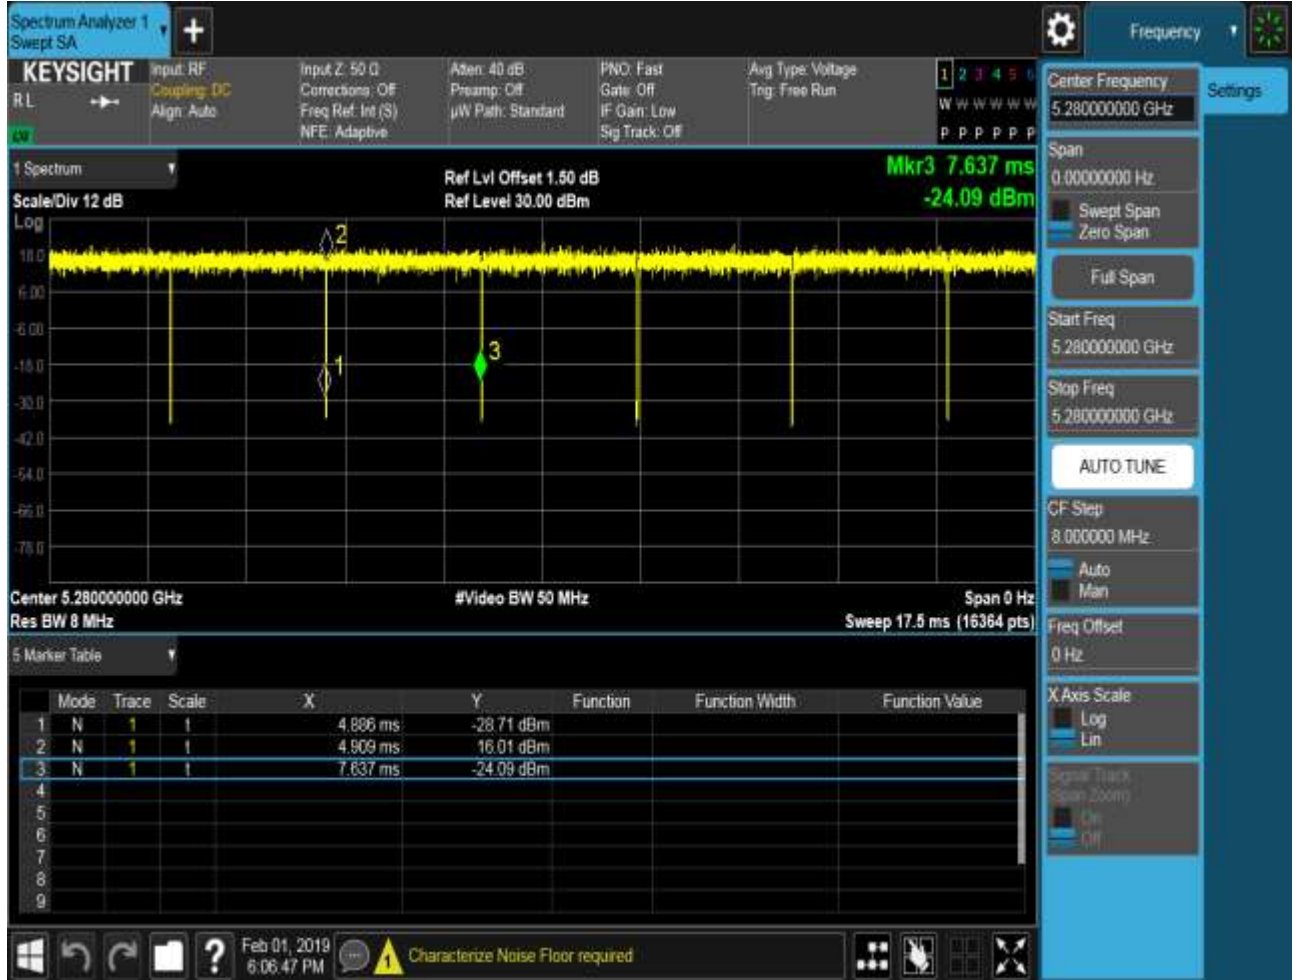 Spectrum Analyzer 1
Swept SA
+
Frequency
KEYSIGHT
RL
Input: RF
Coupling: DC
Align: Auto
Input Z: 50 Ω
Corrections: Off
Freq Ref: Int (S)
NFE: Adaptive
Atten: 40 dB
Preamp: Off
µW Path: Standard
PNO: Fast
Gate: Off
IF Gain: Low
Sig Track: Off
Avg Type: Voltage
Trig: Free Run
1 2 3 4 5 6
W W W W W W
P P P P P P
Center Frequency
5.280000000 GHz
Settings
Span
0.00000000 Hz
Swept Span
Zero Span
Full Span
Start Freq
5.280000000 GHz
Stop Freq
5.280000000 GHz
AUTO TUNE
CF Step
8.000000 MHz
Auto
Man
Freq Offset
0 Hz
X Axis Scale
Log
Lin
Signal Track
(Span Zoom)
On
Off
1 Spectrum
Scale/Div 12 dB
Ref Lvl Offset 1.50 dB
Ref Level 30.00 dBm
Mkr3 7.637 ms
-24.09 dBm
Log
18.0
6.00
-6.00
-18.0
-30.0
-42.0
-54.0
-66.0
-78.0
2
1
3
Center 5.280000000 GHz
#Video BW 50 MHz
Span 0 Hz
Res BW 8 MHz
Sweep 17.5 ms (16364 pts)
5 Marker Table
Mode Trace Scale X Y Function Function Width Function Value
1 N 1 t 4.886 ms -28.71 dBm
2 N 1 t 4.909 ms 16.01 dBm
3 N 1 t 7.637 ms -24.09 dBm
4
5
6
7
8
9
?
Feb 01, 2019
6:06:47 PM
1
Characterize Noise Floor required